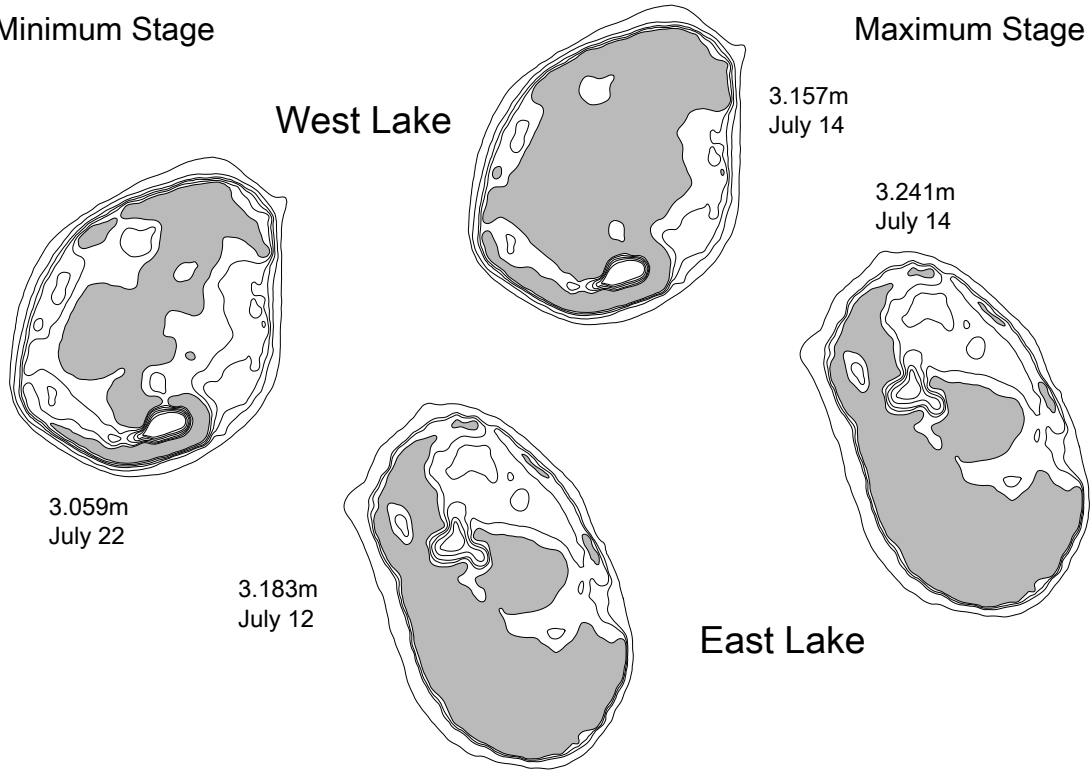 Minimum Stage
Maximum Stage
West Lake
3.157m
July 14
3.241m
July 14
3.059m
July 22
3.183m
July 12
East Lake